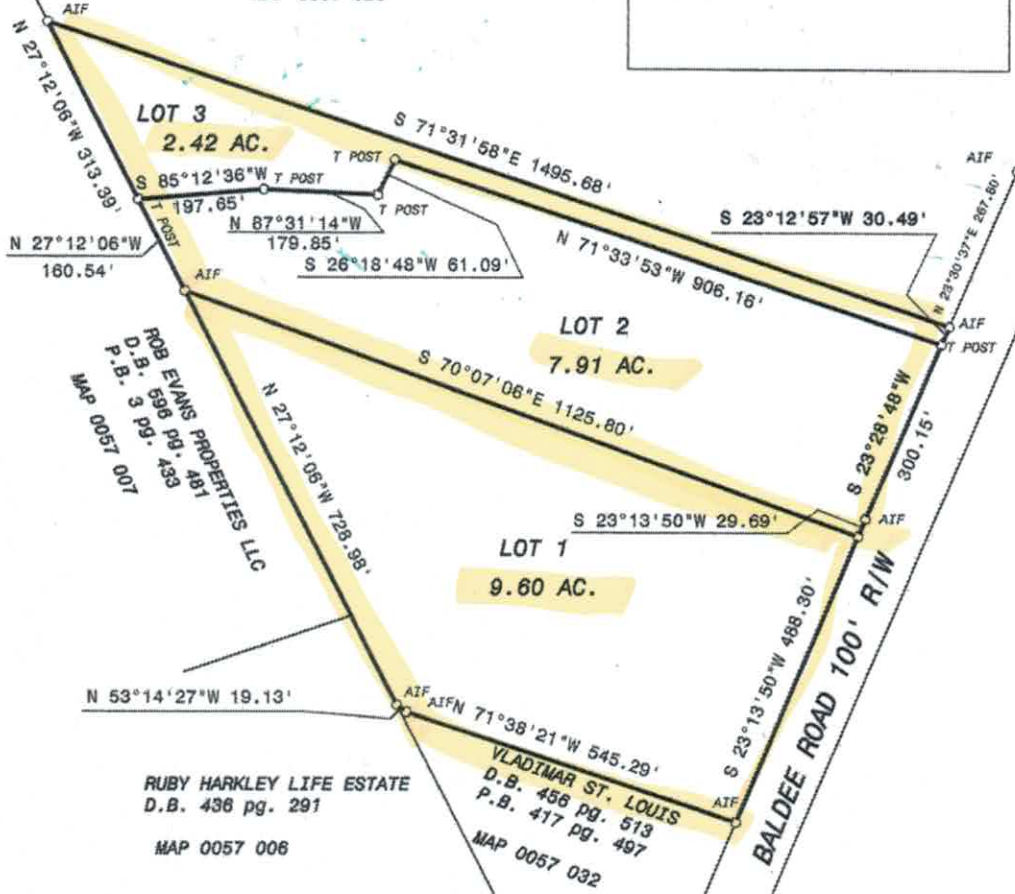 AIF
N 27°12'06"W 313.39'
LOT 3
2.42 AC.
S 71°31'58"E 1495.68'
AIF
T POST
S 85°12'36"W
T POST
197.65'
T POST
T POST
N 87°31'14"W
179.85'
S 26°18'48"W 61.09'
N 71°33'53"W 906.16'
S 23°12'57"W 30.49'
N 23°30'37"E 267.80'
N 27°12'06"W
160.54'
AIF
AIF
T POST
LOT 2
7.91 AC.
S 23°28'48"W
300.15'
S 70°07'06"E 1125.80'
ROB EVANS PROPERTIES LLC
D.B. 596 pg. 481
P.B. 3 pg. 433
MAP 0057 007
N 27°12'06"W 728.98'
S 23°13'50"W 29.69'
AIF
LOT 1
9.60 AC.
S 23°13'50"W 488.30'
BALDEE ROAD 100' R/W
N 53°14'27"W 19.13'
AIF
AIF
N 71°38'21"W 545.29'
AIF
VLADIMAR ST. LOUIS
D.B. 456 pg. 513
P.B. 417 pg. 497
MAP 0057 032
RUBY HARKLEY LIFE ESTATE
D.B. 436 pg. 291
MAP 0057 006